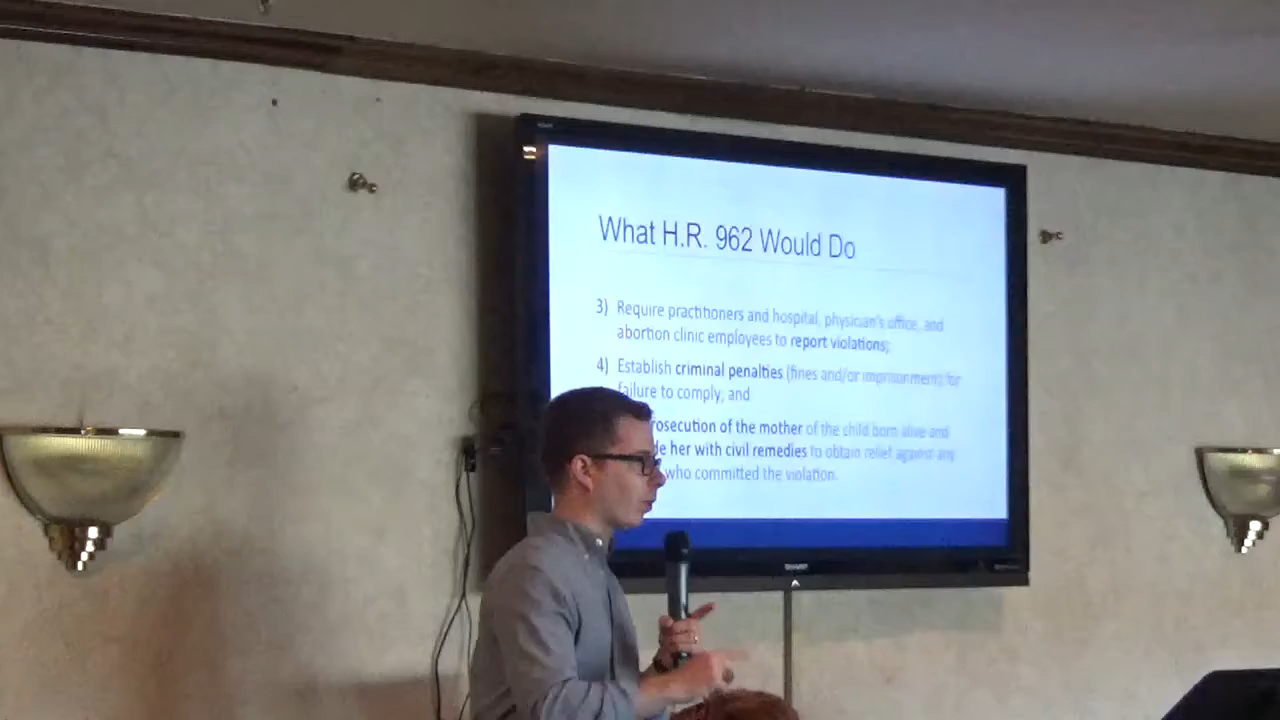 What H.R. 962 Would Do
3) Require practitioners and hospital, physician's office, and
abortion clinic employees to report violations;
4) Establish criminal penalties (fines and/or imprisonment) for
failure to comply; and
of the mother of the child born alive and
her with civil remedies to obtain relief against any
who committed the violation.
SHARP